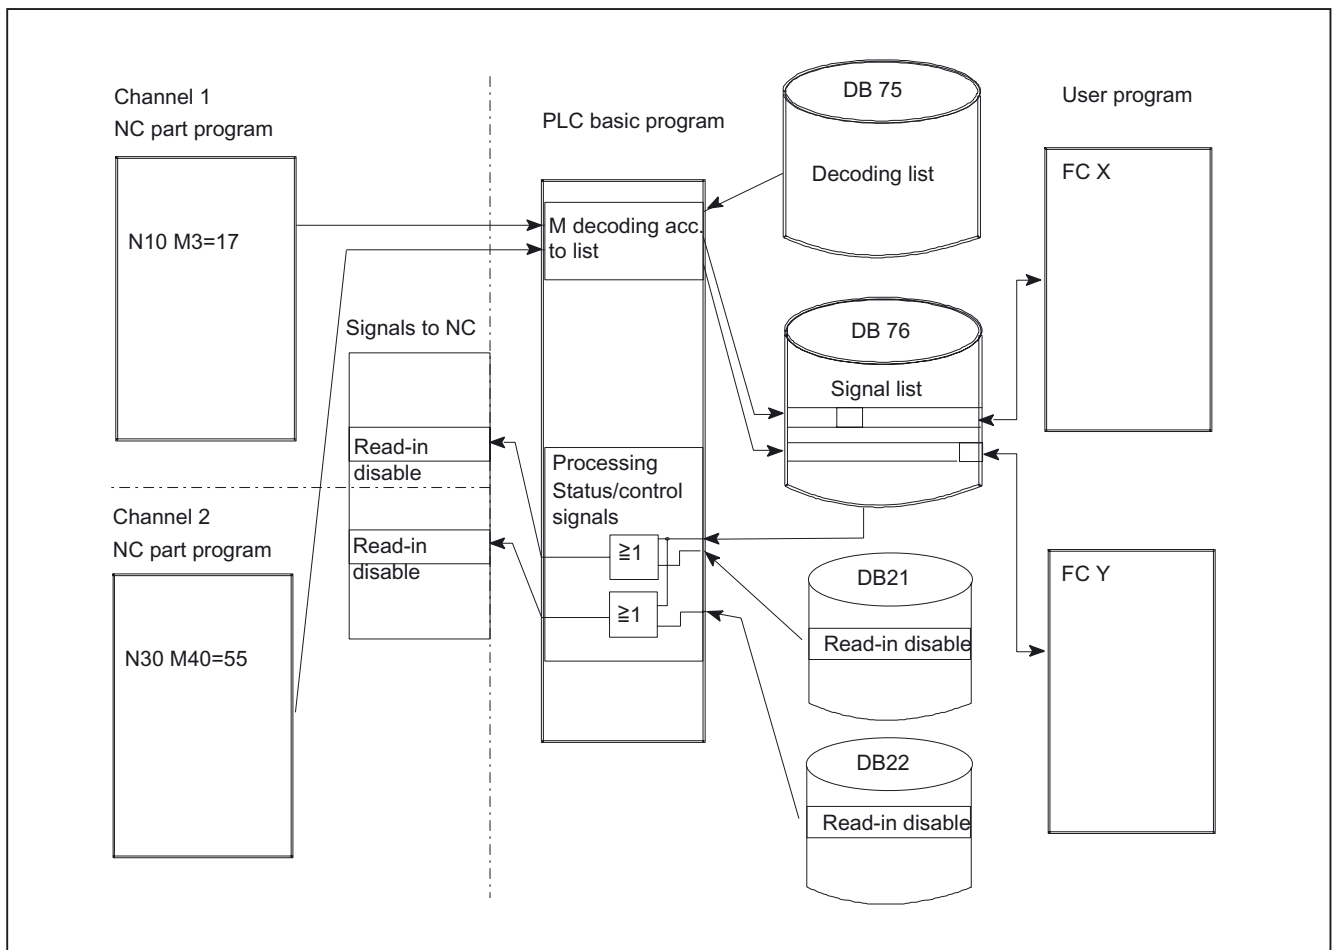 Channel 1
NC part program
N10 M3=17
Signals to NC
Read-in
disable
Read-in
disable
Channel 2
NC part program
N30 M40=55
PLC basic program
M decoding acc.
to list
Processing
Status/control
signals
≧1
≧1
DB 75
Decoding list
DB 76
Signal list
DB21
Read-in disable
DB22
Read-in disable
User program
FC X
FC Y